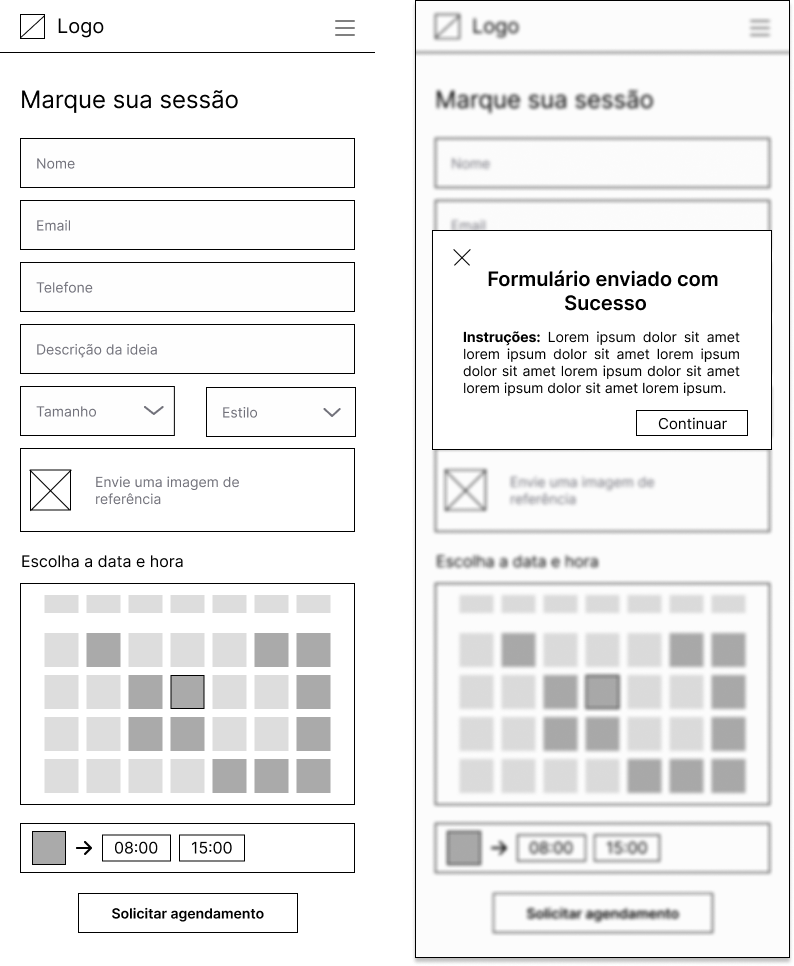 Logo
Marque sua sessão
Nome
Email
Telefone
Descrição da ideia
Tamanho
Estilo
Envie uma imagem de
referência
Escolha a data e hora
08:00
15:00
Solicitar agendamento
Logo
Marque sua sessão
Nome
Email
Formulário enviado com
Sucesso
Instruções: Lorem ipsum dolor sit amet
lorem ipsum dolor sit amet lorem ipsum
dolor sit amet lorem ipsum dolor sit amet
lorem ipsum dolor sit amet lorem ipsum.
Continuar
Envie uma imagem de
referência
Escolha a data e hora
08:00
15:00
Solicitar agendamento